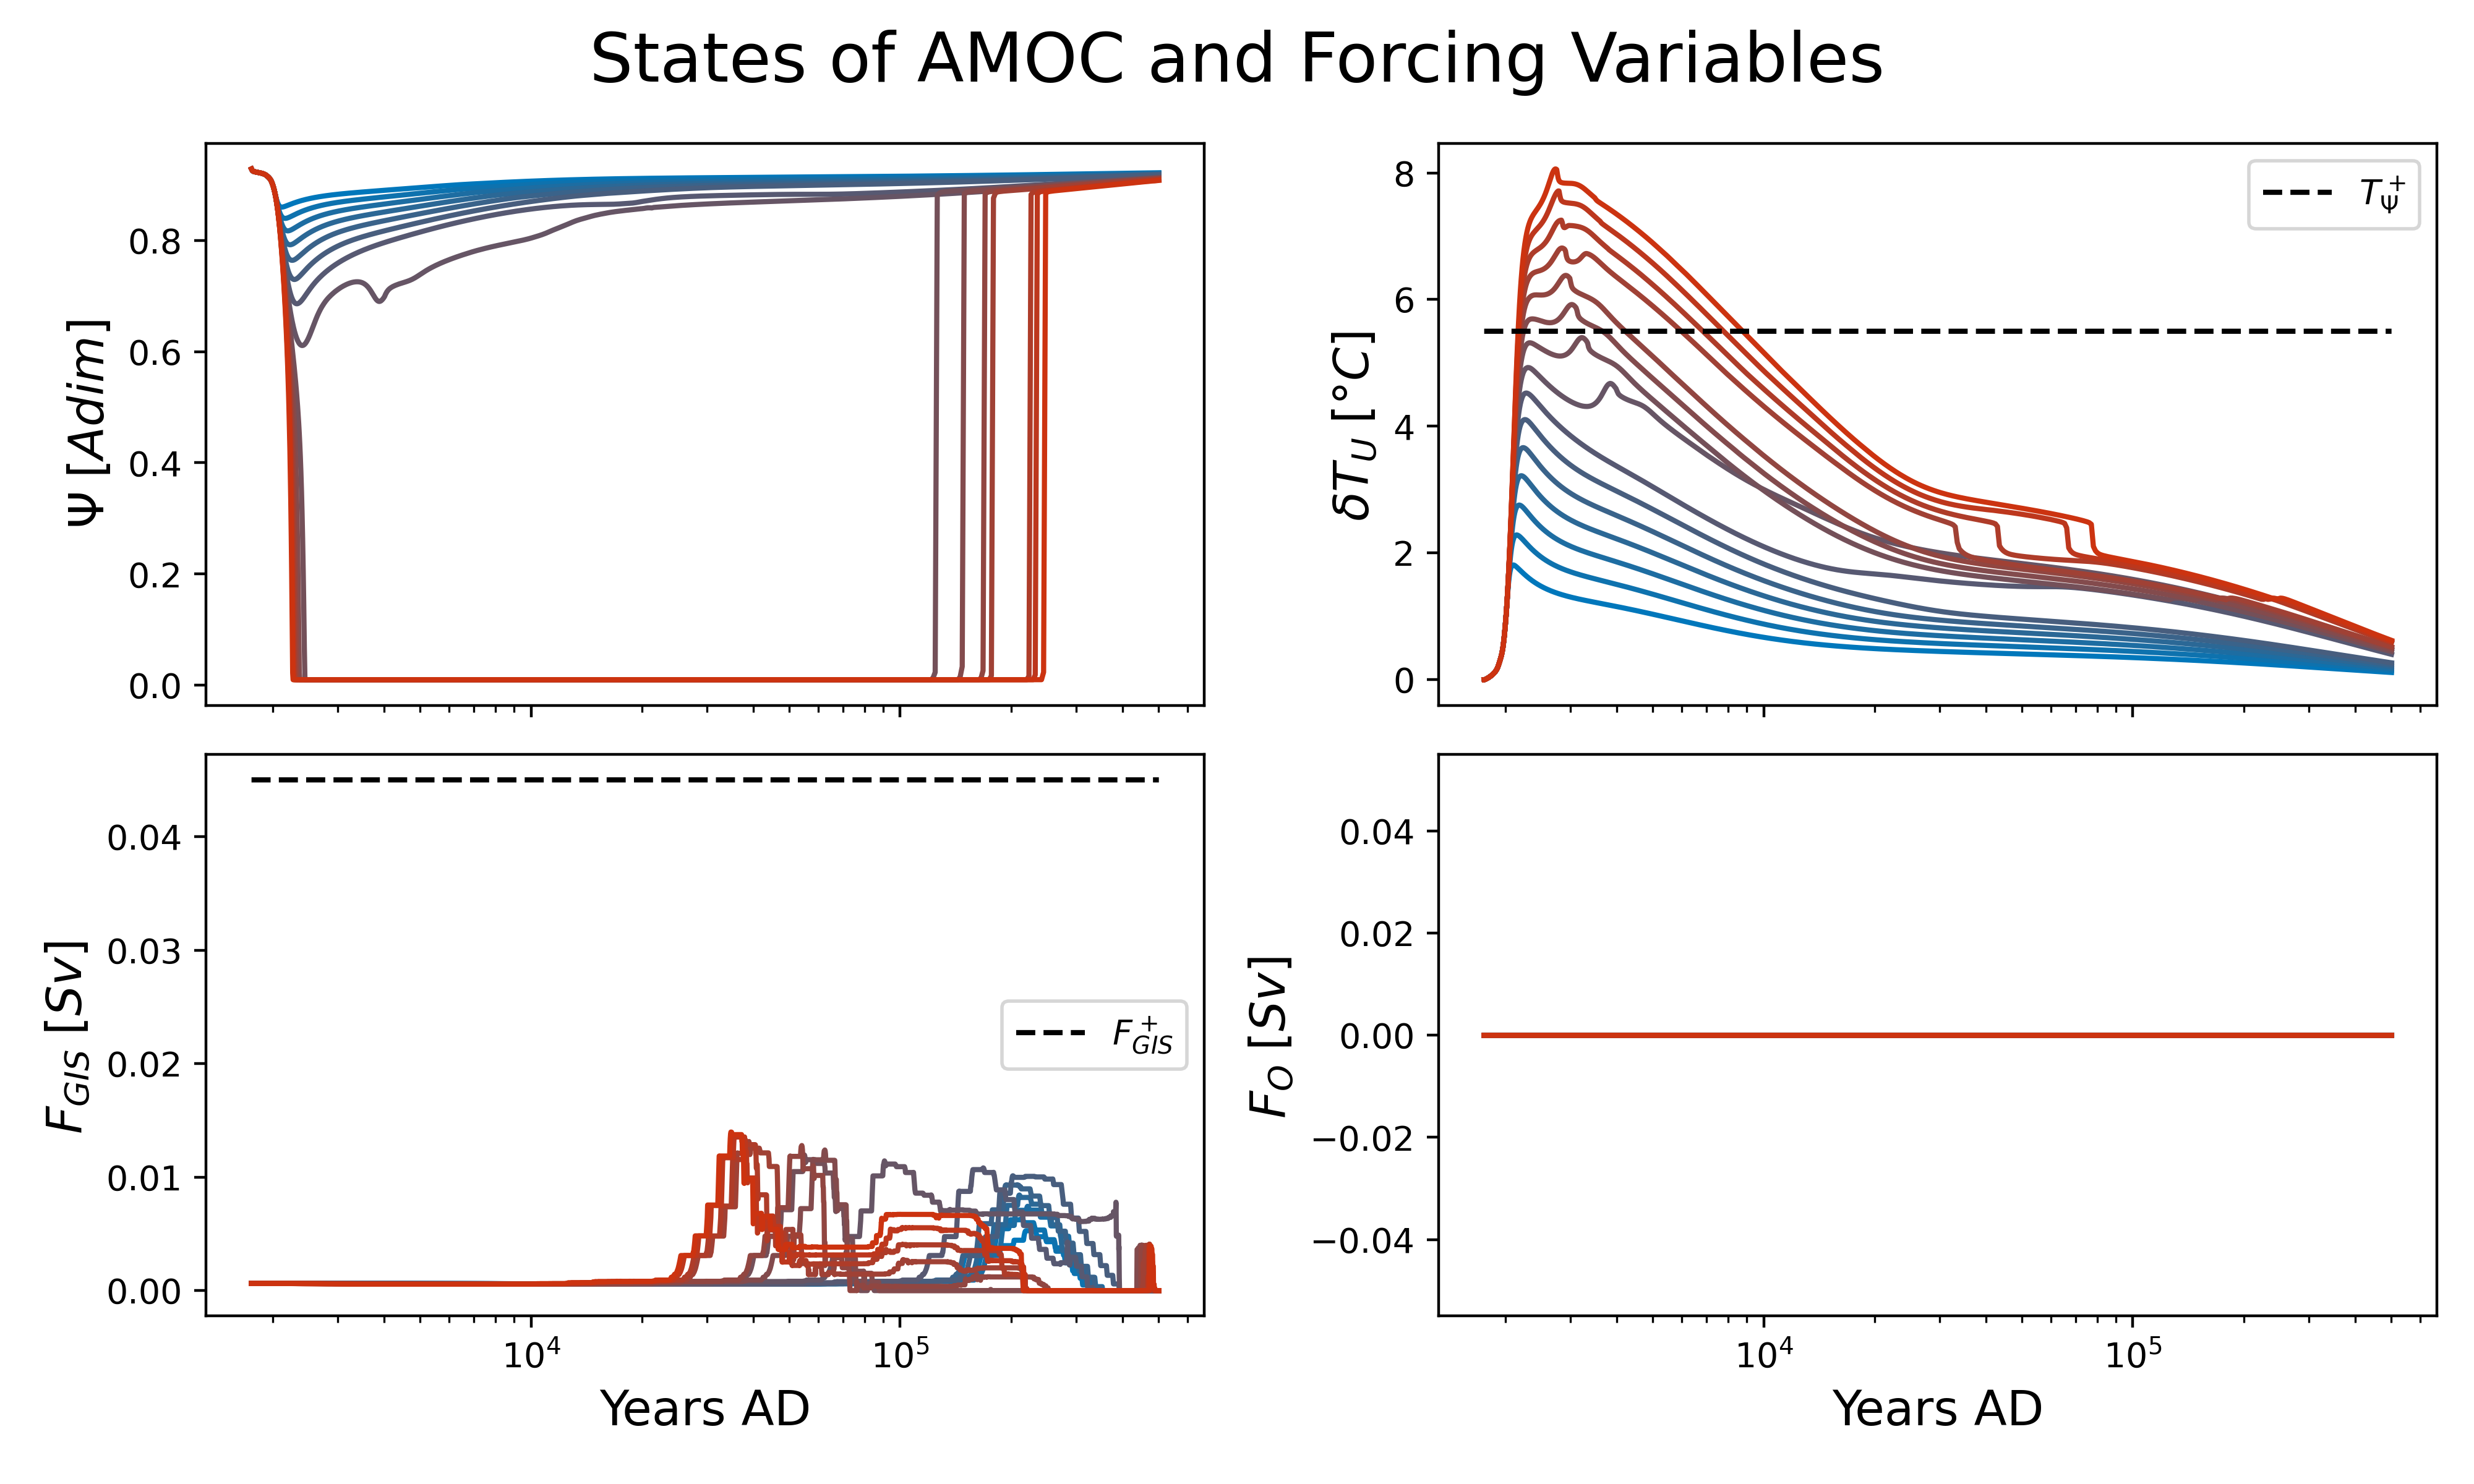 States of AMOC and Forcing Variables
Ψ [Adim]
0.8
0.6
0.4
0.2
0.0
δT_U [°C]
8
6
4
2
0
T_Ψ^+
F_GIS [Sv]
0.04
0.03
0.02
0.01
0.00
F_GIS^+
10^4
10^5
Years AD
F_O [Sv]
0.04
0.02
0.00
−0.02
−0.04
10^4
10^5
Years AD